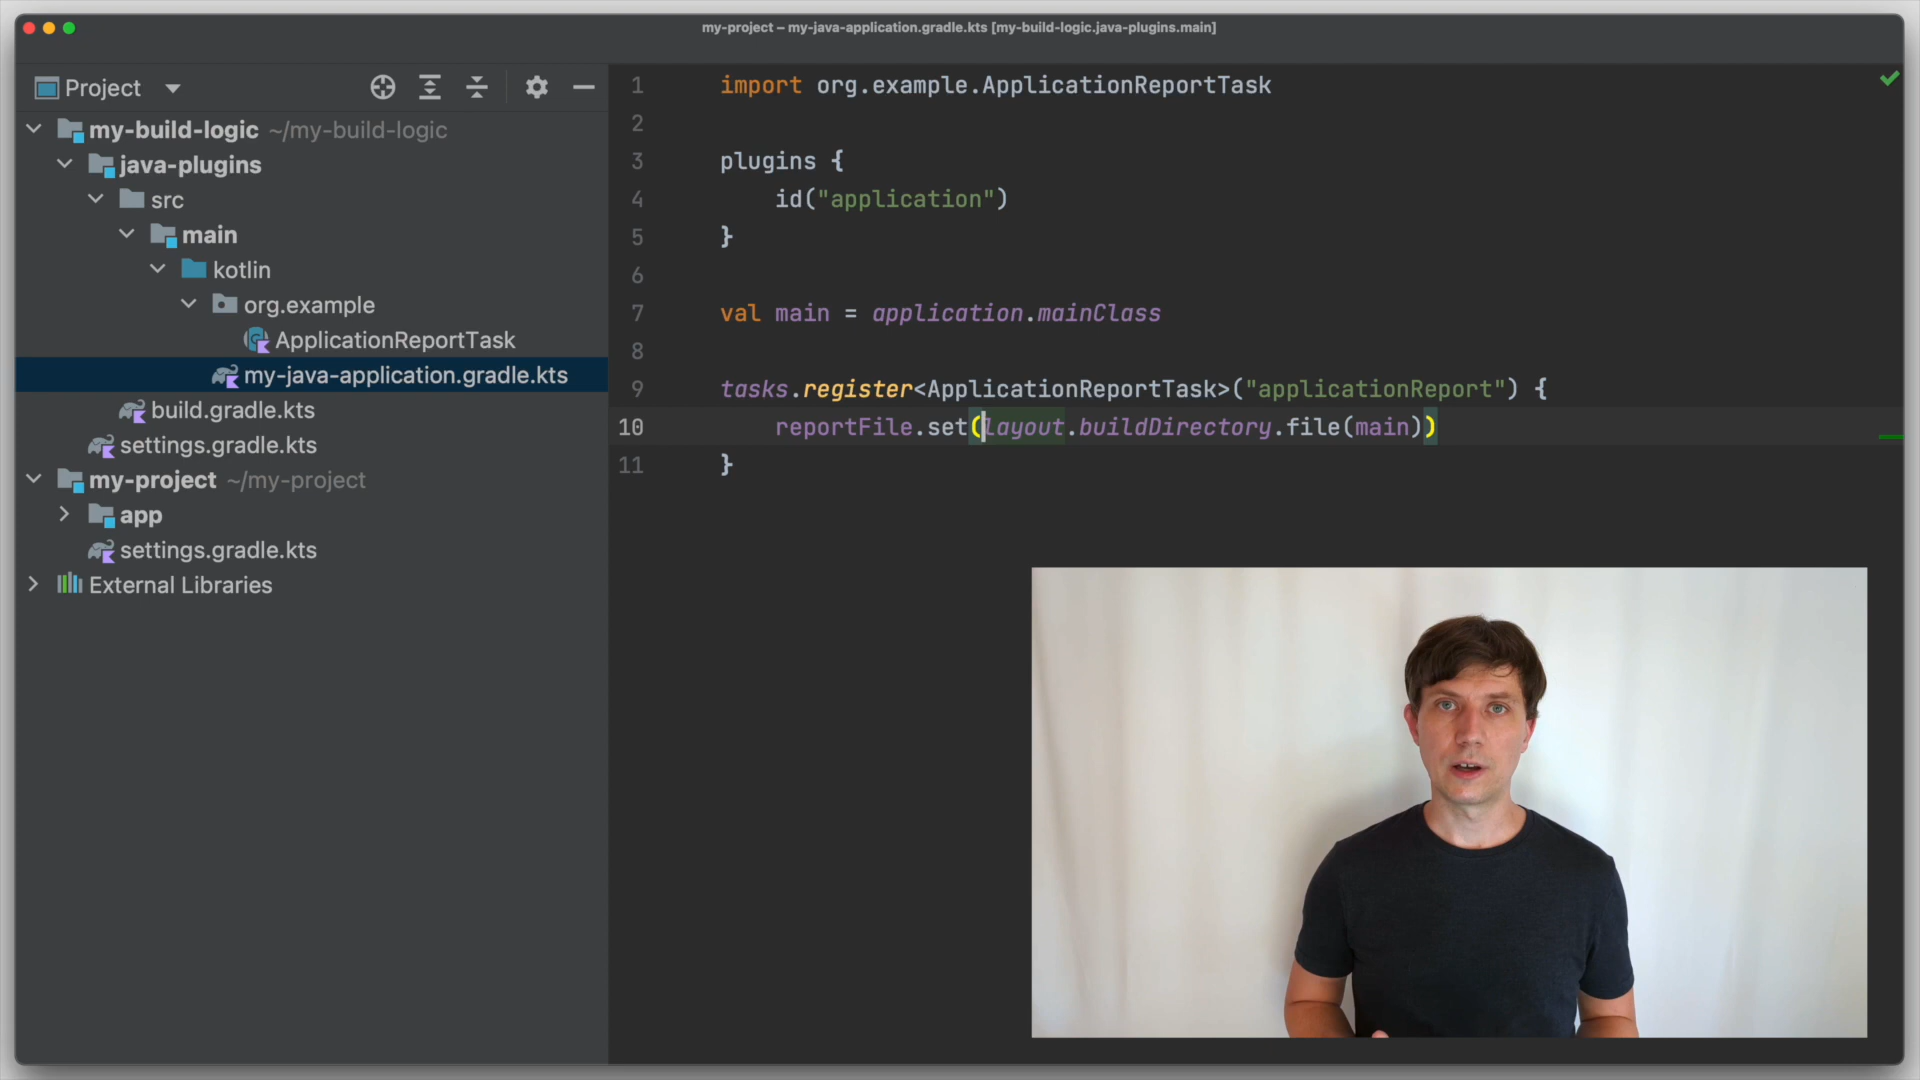 my-project – my-java-application.gradle.kts [my-build-logic.java-plugins.main]
Project
my-build-logic ~/my-build-logic
java-plugins
src
main
kotlin
org.example
ApplicationReportTask
my-java-application.gradle.kts
build.gradle.kts
settings.gradle.kts
my-project ~/my-project
app
settings.gradle.kts
External Libraries
1 import org.example.ApplicationReportTask
2
3 plugins {
4 id("application")
5 }
6
7 val main = application.mainClass
8
9 tasks.register<ApplicationReportTask>("applicationReport") {
10 reportFile.set(layout.buildDirectory.file(main))
11 }